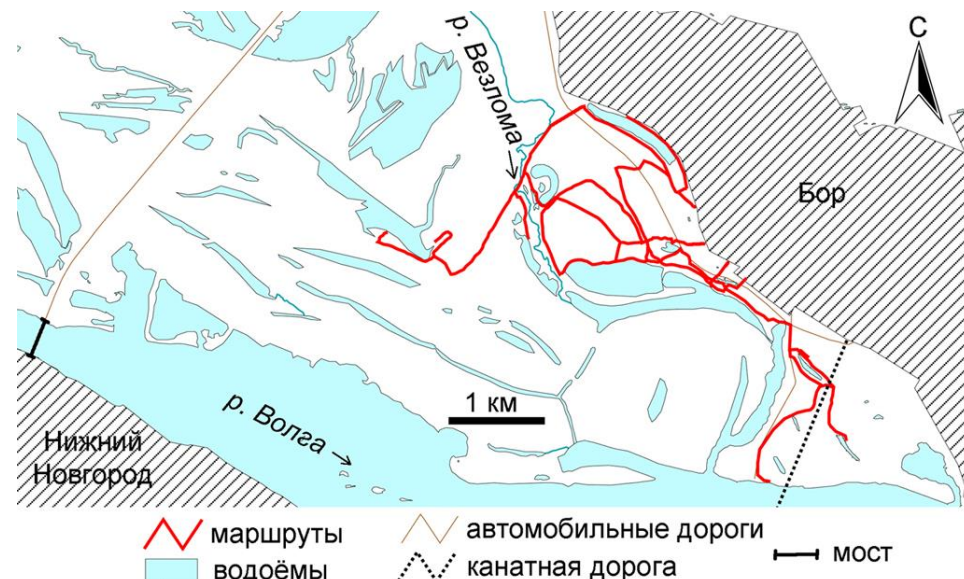 С
р. Везлома
Бор
1 км
р. Волга
Нижний
Новгород
маршруты
автомобильные дороги
мост
водоёмы
канатная дорога